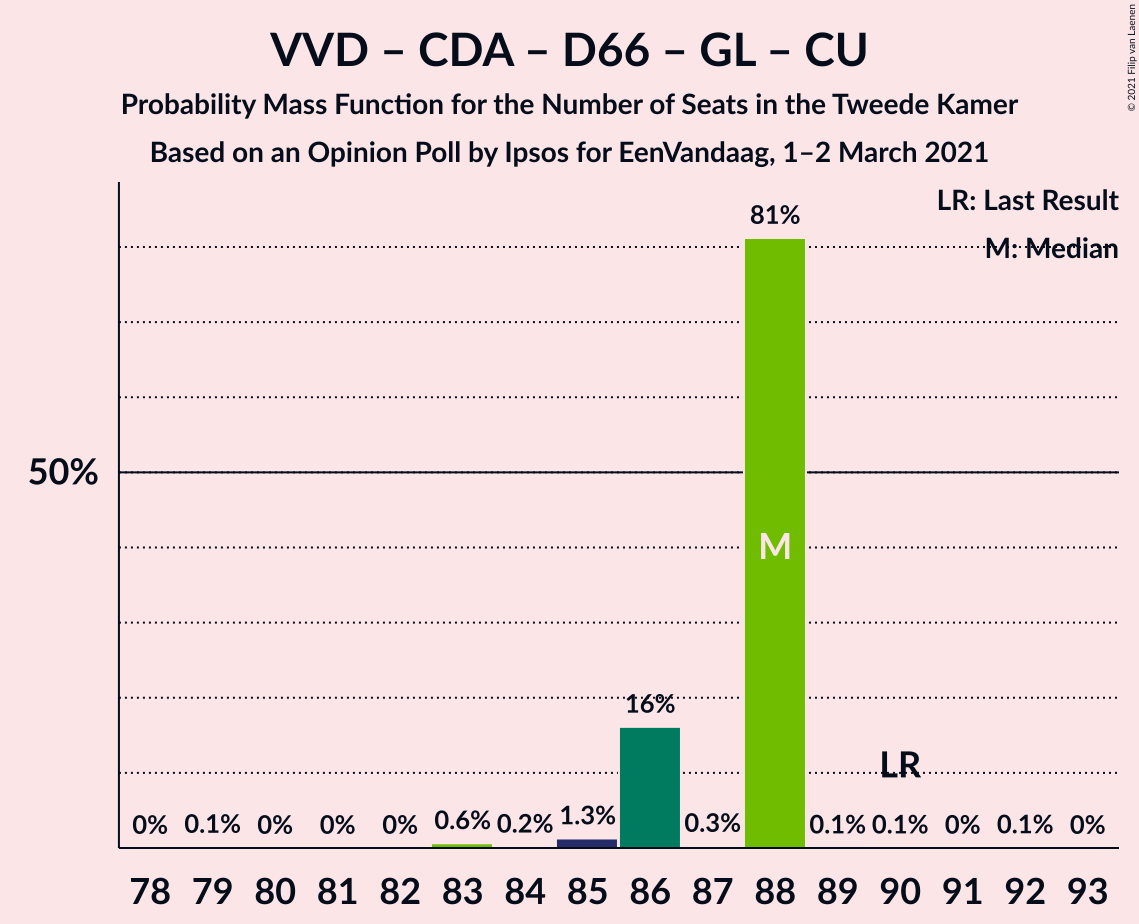 VVD – CDA – D66 – GL – CU
Probability Mass Function for the Number of Seats in the Tweede Kamer
Based on an Opinion Poll by Ipsos for EenVandaag, 1–2 March 2021
© 2021 Filip van Laenen
LR: Last Result
M: Median
50%
0% 0.1% 0% 0% 0% 0.6% 0.2% 1.3% 16% 0.3% 81% 0.1% 0.1% 0% 0.1% 0%
M
LR
78 79 80 81 82 83 84 85 86 87 88 89 90 91 92 93